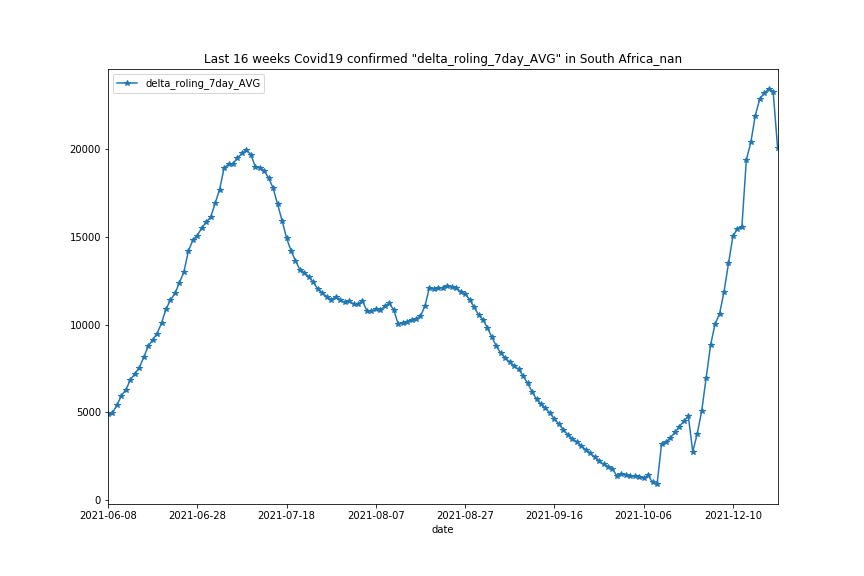 Last 16 weeks Covid19 confirmed "delta_roling_7day_AVG" in South Africa_nan
delta_roling_7day_AVG
20000
15000
10000
5000
0
2021-06-08 2021-06-28 2021-07-18 2021-08-07 2021-08-27 2021-09-16 2021-10-06 2021-12-10
date